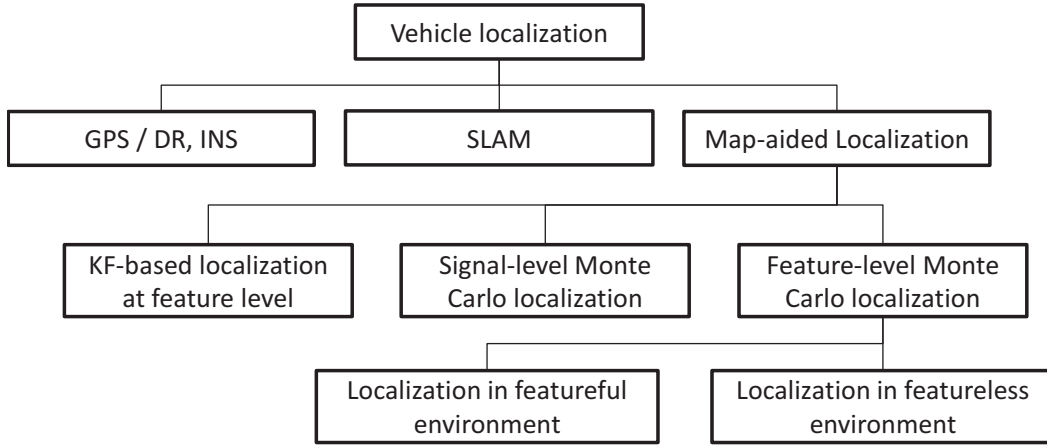 Vehicle localization
GPS / DR, INS
SLAM
Map-aided Localization
KF-based localization
at feature level
Signal-level Monte
Carlo localization
Feature-level Monte
Carlo localization
Localization in featureful
environment
Localization in featureless
environment